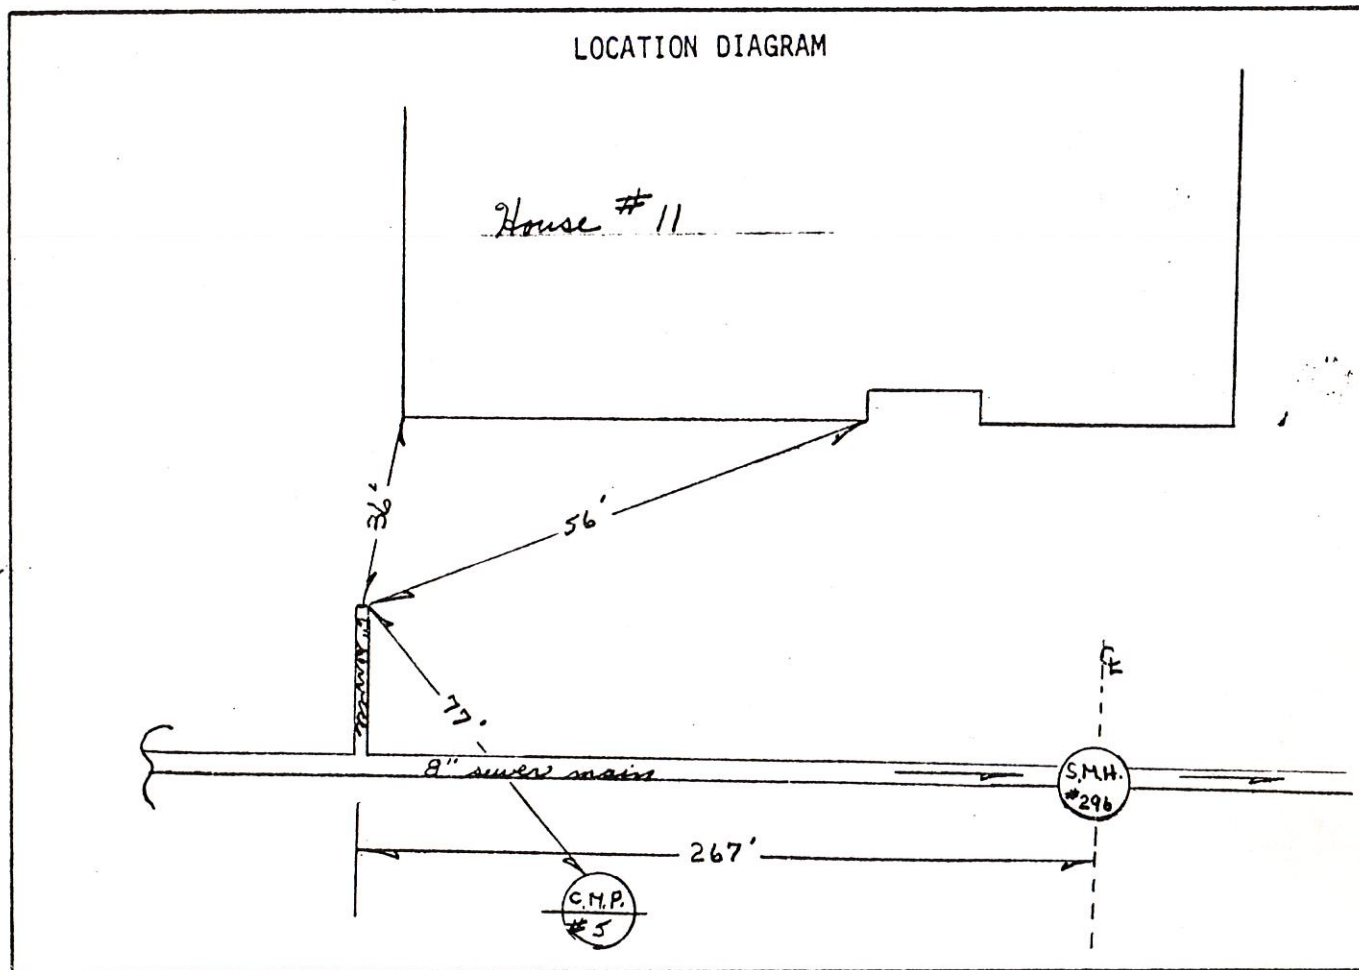 LOCATION DIAGRAM
House # 11
36'
56'
77'
8" sewer main
S.M.H.
#296
267'
C.M.P.
#5